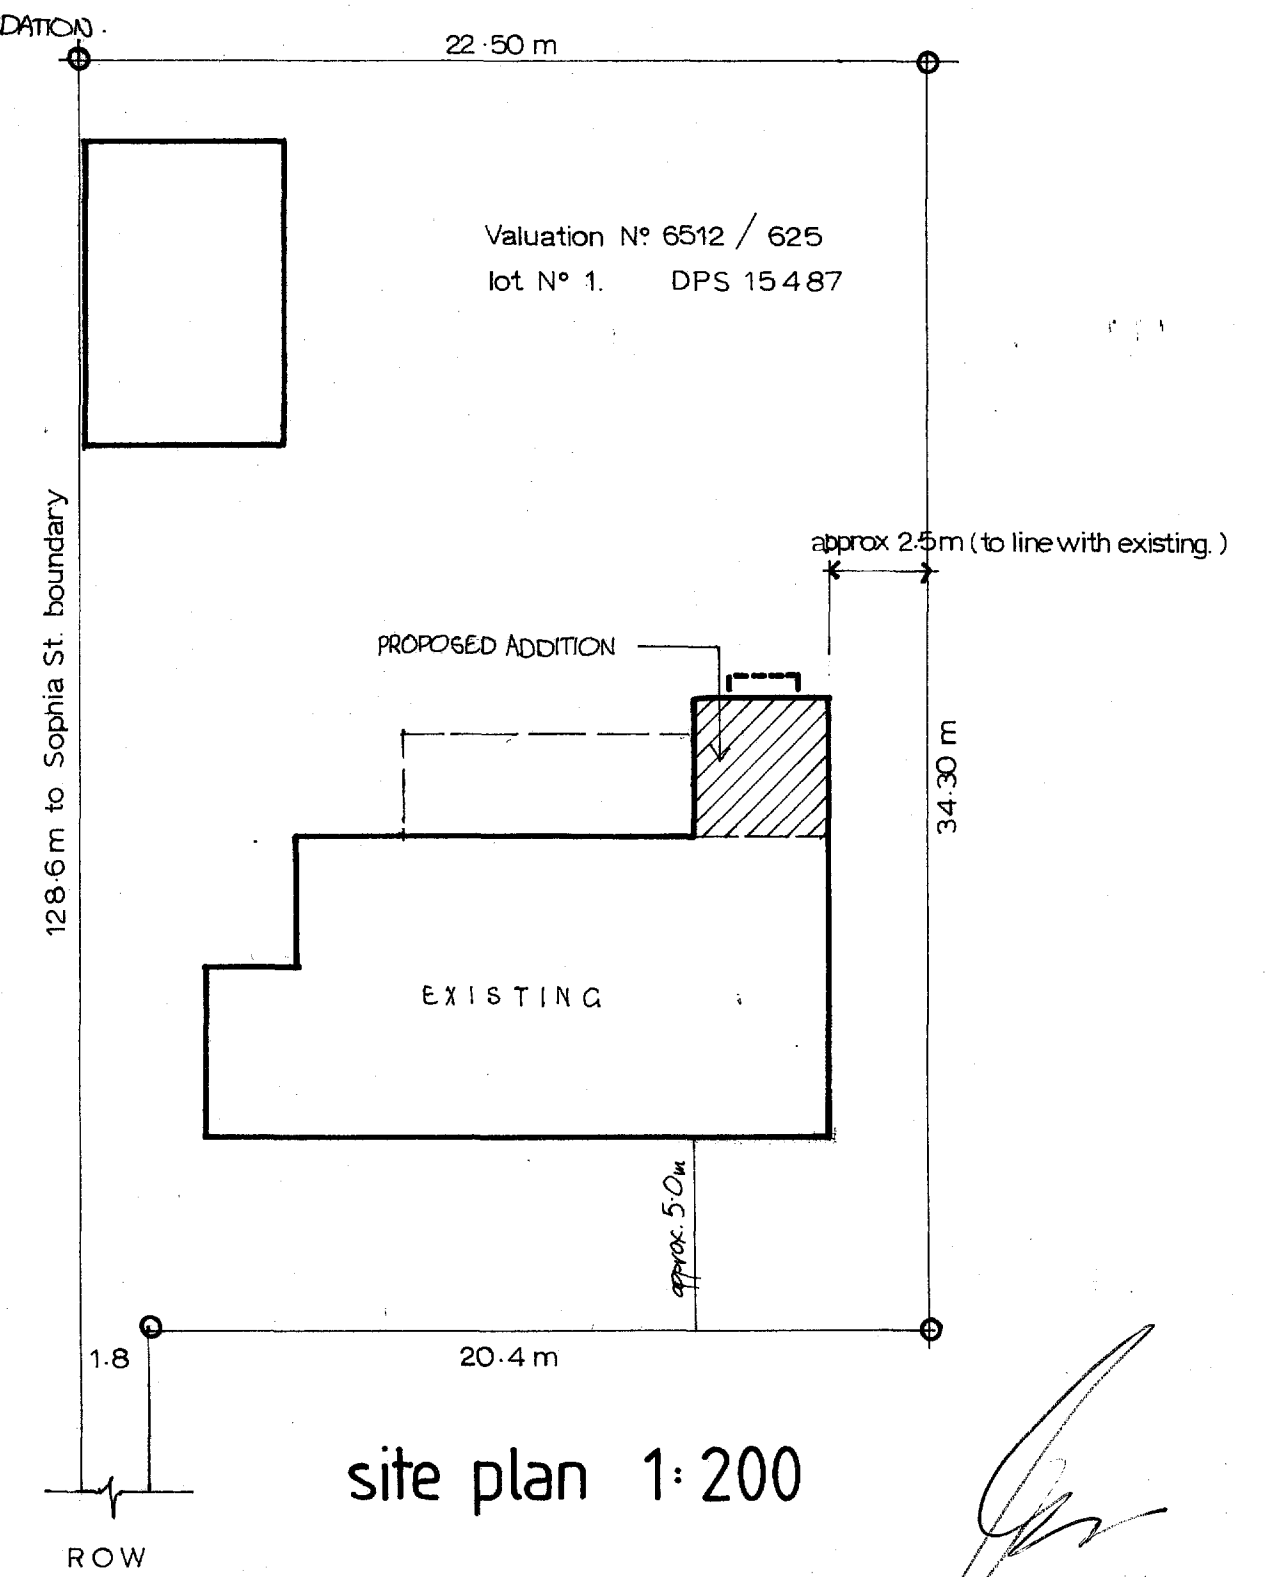 DATION.
22.50 m
Valuation Nº 6512 / 625
lot Nº 1. DPS 15487
approx 2.5m (to line with existing.)
PROPOSED ADDITION
128.6m to Sophia St. boundary
34.30 m
EXISTING
approx. 5.0m
1.8
20.4 m
site plan 1:200
ROW